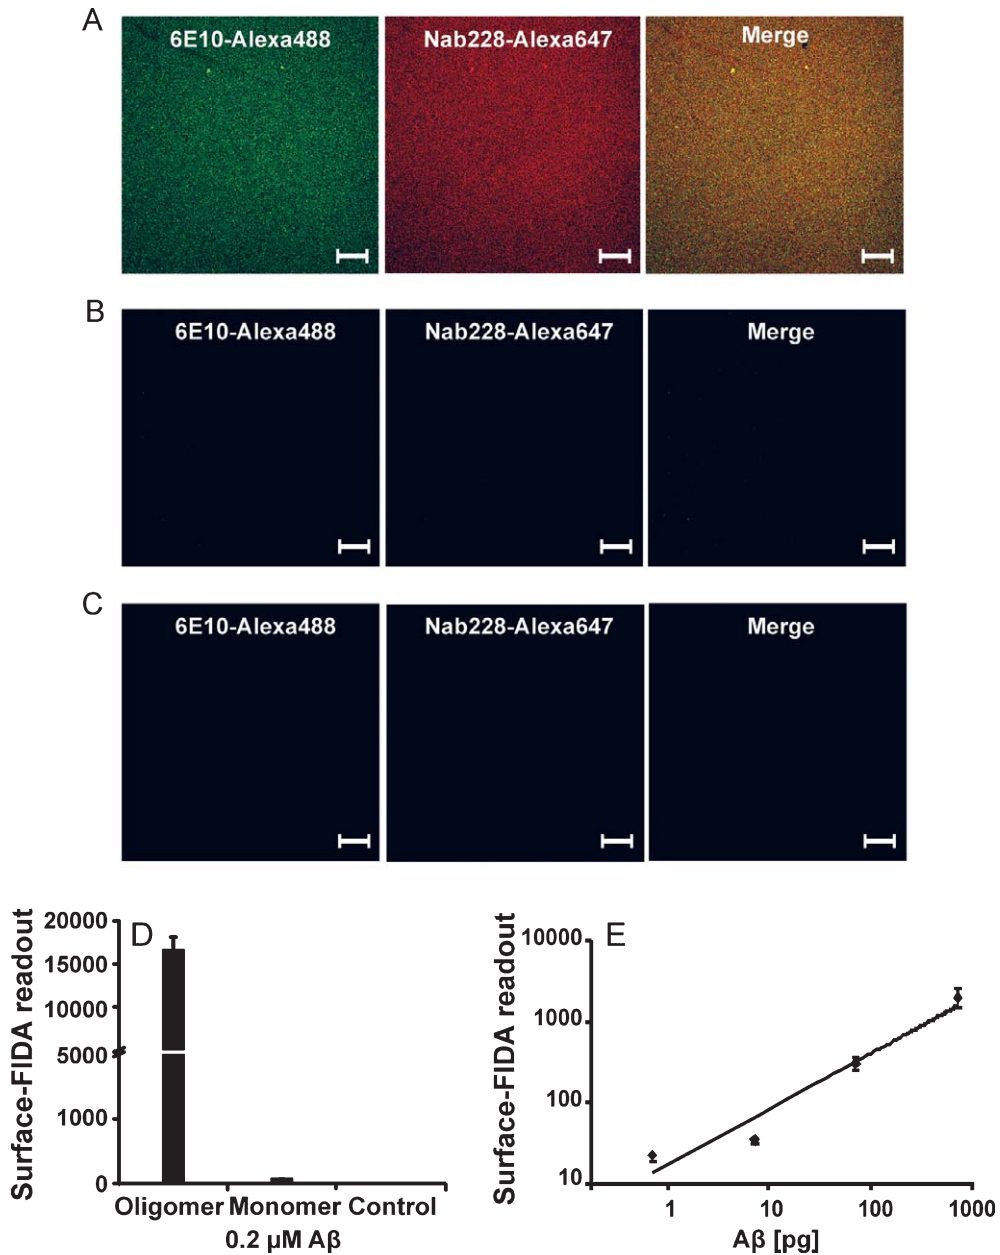 A
6E10-Alexa488
Nab228-Alexa647
Merge
B
6E10-Alexa488
Nab228-Alexa647
Merge
C
6E10-Alexa488
Nab228-Alexa647
Merge
D
Surface-FIDA readout
20000
15000
10000
5000
1000
0
Oligomer Monomer Control
0.2 µM Aβ
E
Surface-FIDA readout
10000
1000
100
10
1 10 100 1000
Aβ [pg]